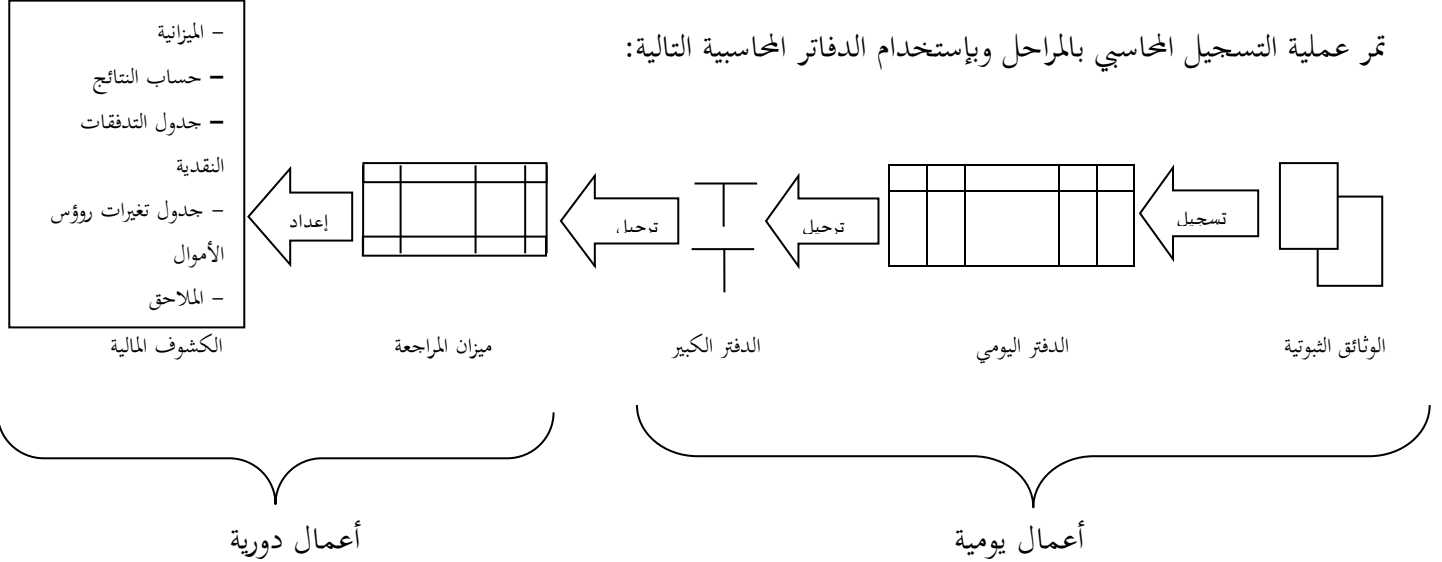 تمر عملية التسجيل المحاسبي بالمراحل وبإستخدام الدفاتر المحاسبية التالية:
تسجيل
ترحيل
ترحيل
إعداد
– الميزانية
– حساب النتائج
– جدول التدفقات
النقدية
– جدول تغيرات رووس
الأموال
– الملاحق
الوثائق الثبوتية
الدفتر اليومي
الدفتر الكبير
ميزان المراجعة
الكشوف المالية
أعمال يومية
أعمال دورية